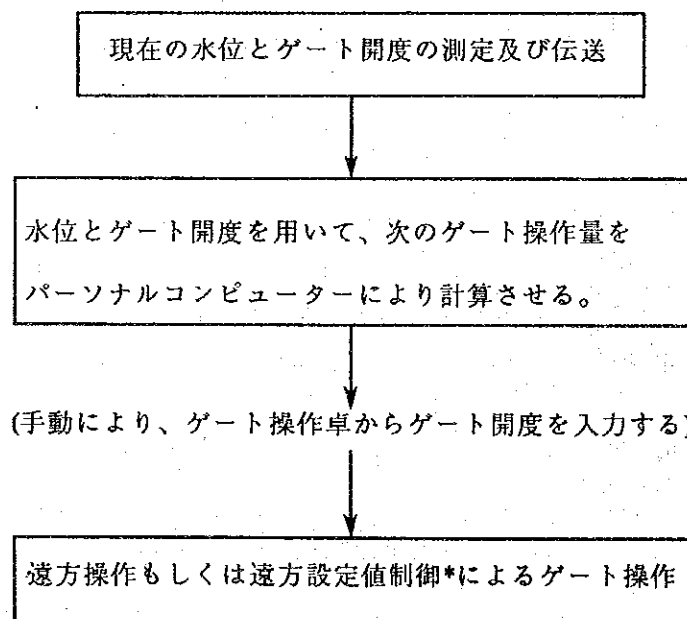 現在の水位とゲート開度の測定及び伝送
水位とゲート開度を用いて、次のゲート操作量を
パーソナルコンピューターにより計算させる。
(手動により、ゲート操作卓からゲート開度を入力する)
遠方操作もしくは遠方設定値制御*によるゲート操作